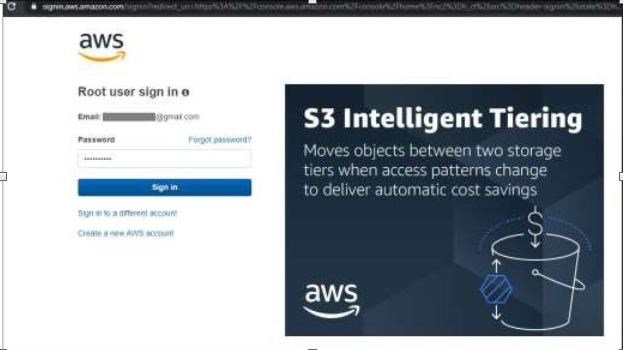 signin.aws.amazon.com/signin?redirect_uri=https%3A%2F%2Fconsole.aws.amazon.com%2Fconsole%2Fhome%3Fnc2%3Dh_ct%26src%3Dheader-signin%26state%3Dh
aws
Root user sign in
Email: @gmail.com
Password
Forgot password?
Sign in
Sign in to a different account
Create a new AWS account
S3 Intelligent Tiering
Moves objects between two storage
tiers when access patterns change
to deliver automatic cost savings
$
aws